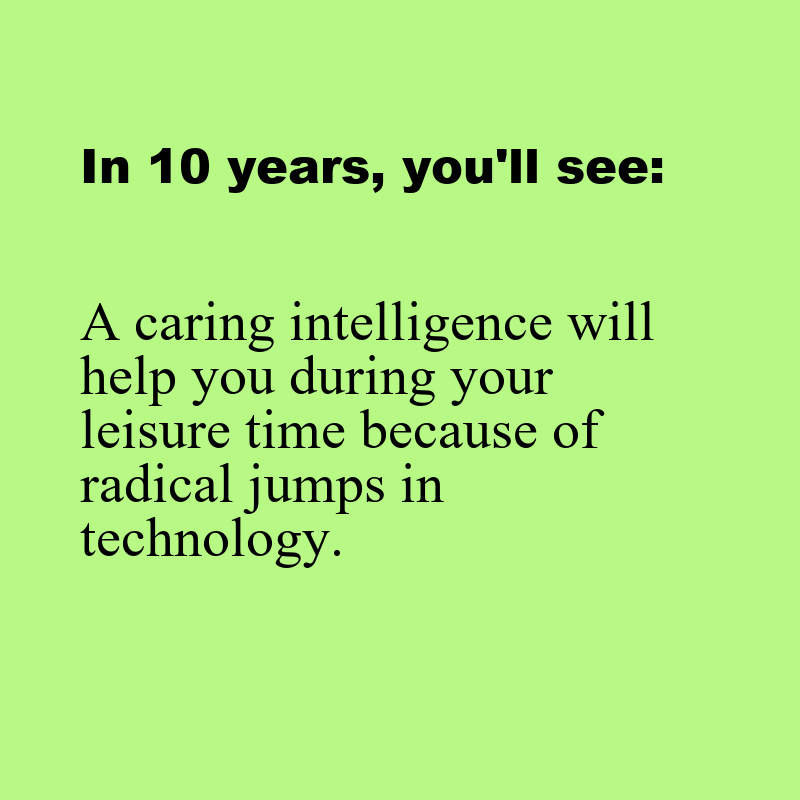 In 10 years, you'll see:
A caring intelligence will
help you during your
leisure time because of
radical jumps in
technology.